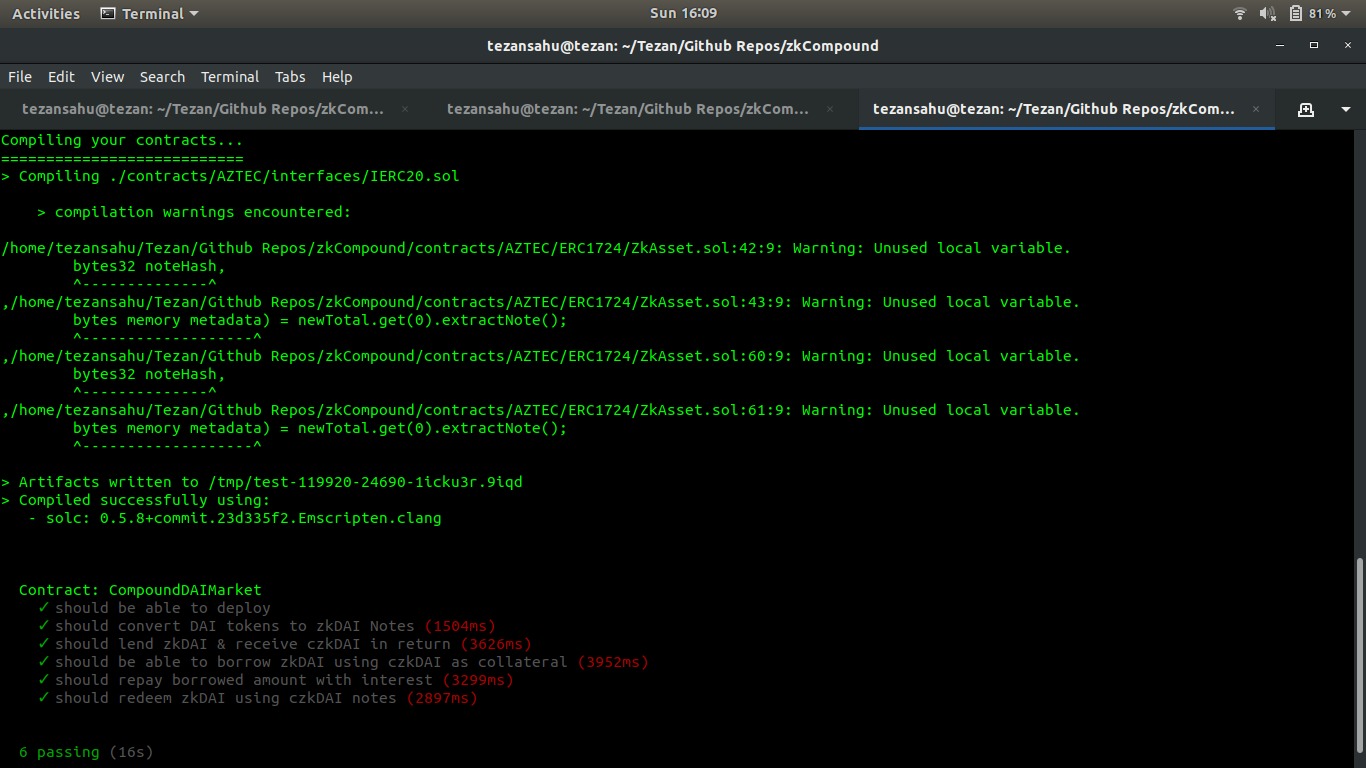 Activities Terminal Sun 16:09 81%
tezansahu@tezan: ~/Tezan/Github Repos/zkCompound
File Edit View Search Terminal Tabs Help
tezansahu@tezan: ~/Tezan/Github Repos/zkCom... × tezansahu@tezan: ~/Tezan/Github Repos/zkCom... × tezansahu@tezan: ~/Tezan/Github Repos/zkCom... ×
Compiling your contracts...
===========================
> Compiling ./contracts/AZTEC/interfaces/IERC20.sol
> compilation warnings encountered:
/home/tezansahu/Tezan/Github Repos/zkCompound/contracts/AZTEC/ERC1724/ZkAsset.sol:42:9: Warning: Unused local variable.
bytes32 noteHash,
^--------------^
,/home/tezansahu/Tezan/Github Repos/zkCompound/contracts/AZTEC/ERC1724/ZkAsset.sol:43:9: Warning: Unused local variable.
bytes memory metadata) = newTotal.get(0).extractNote();
^-------------------^
,/home/tezansahu/Tezan/Github Repos/zkCompound/contracts/AZTEC/ERC1724/ZkAsset.sol:60:9: Warning: Unused local variable.
bytes32 noteHash,
^--------------^
,/home/tezansahu/Tezan/Github Repos/zkCompound/contracts/AZTEC/ERC1724/ZkAsset.sol:61:9: Warning: Unused local variable.
bytes memory metadata) = newTotal.get(0).extractNote();
^-------------------^
> Artifacts written to /tmp/test-119920-24690-1icku3r.9iqd
> Compiled successfully using:
- solc: 0.5.8+commit.23d335f2.Emscripten.clang
Contract: CompoundDAIMarket
✓ should be able to deploy
✓ should convert DAI tokens to zkDAI Notes (1504ms)
✓ should lend zkDAI & receive czkDAI in return (3626ms)
✓ should be able to borrow zkDAI using czkDAI as collateral (3952ms)
✓ should repay borrowed amount with interest (3299ms)
✓ should redeem zkDAI using czkDAI notes (2897ms)
6 passing (16s)